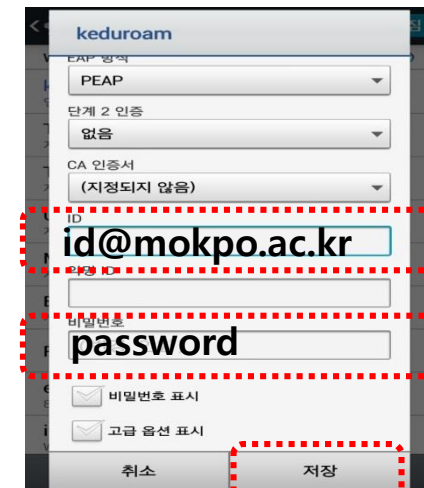 keduroam
EAP 방식
PEAP
단계 2 인증
없음
CA 인증서
(지정되지 않음)
ID
id@mokpo.ac.kr
익명 ID
비밀번호
password
비밀번호 표시
고급 옵션 표시
취소
저장